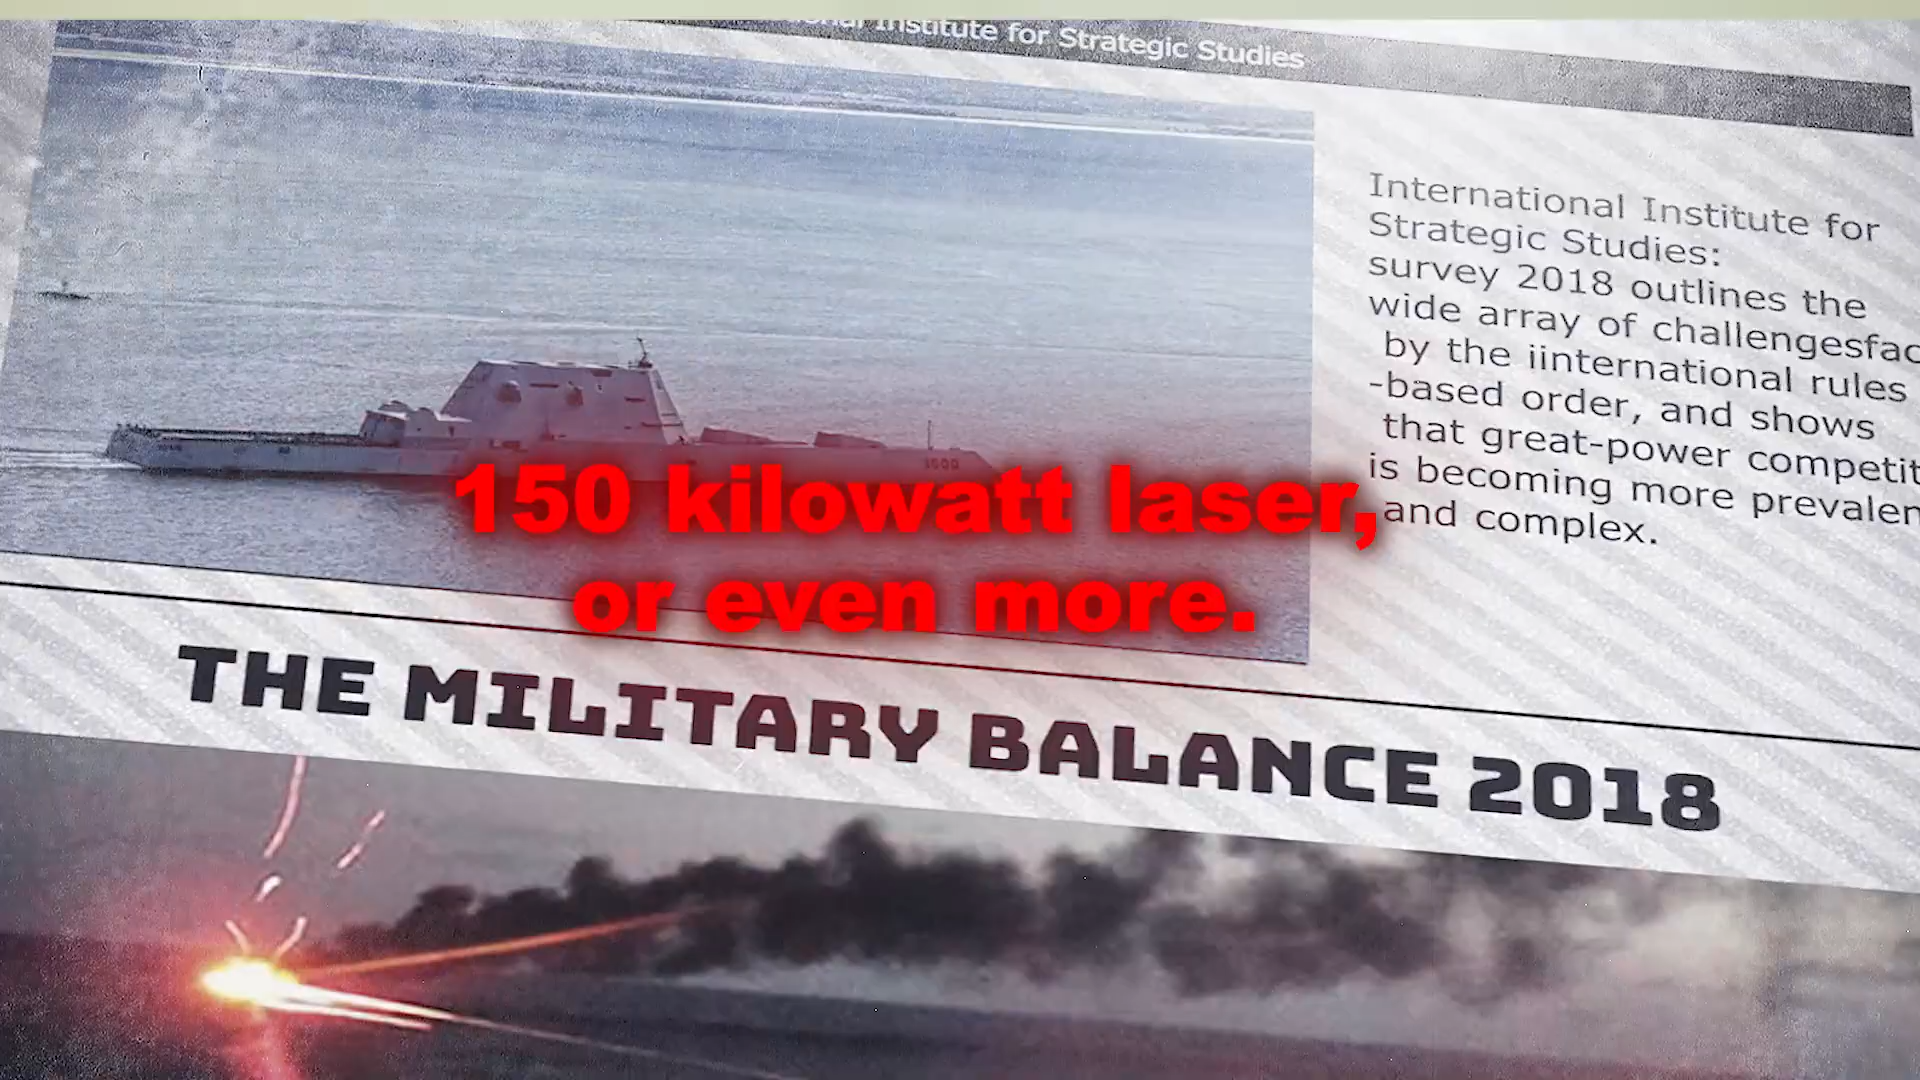 Institute for Strategic Studies
International Institute for
Strategic Studies:
survey 2018 outlines the
wide array of challengesfac
by the iinternational rules
-based order, and shows
that great-power competit
is becoming more prevalen
and complex.
1000
150 kilowatt laser,
or even more.
THE MILITARY BALANCE 2018